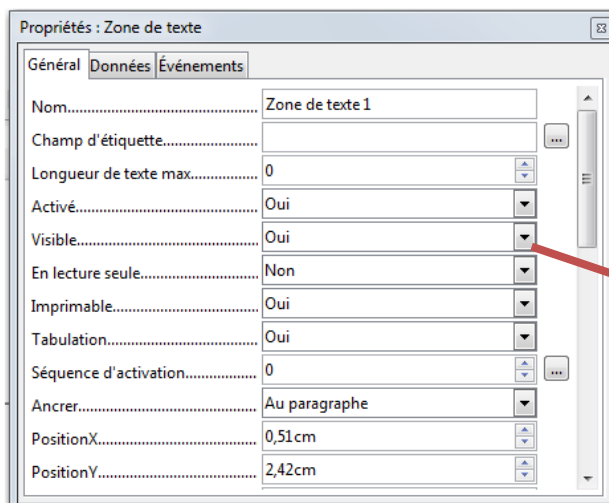 Propriétés : Zone de texte
Général Données Événements
Nom............................................... Zone de texte 1
Champ d'étiquette........................ ...
Longueur de texte max................. 0
Activé............................................. Oui
Visible............................................. Oui
En lecture seule............................. Non
Imprimable.................................... Oui
Tabulation...................................... Oui
Séquence d'activation................... 0 ...
Ancrer............................................. Au paragraphe
PositionX........................................ 0,51cm
PositionY........................................ 2,42cm